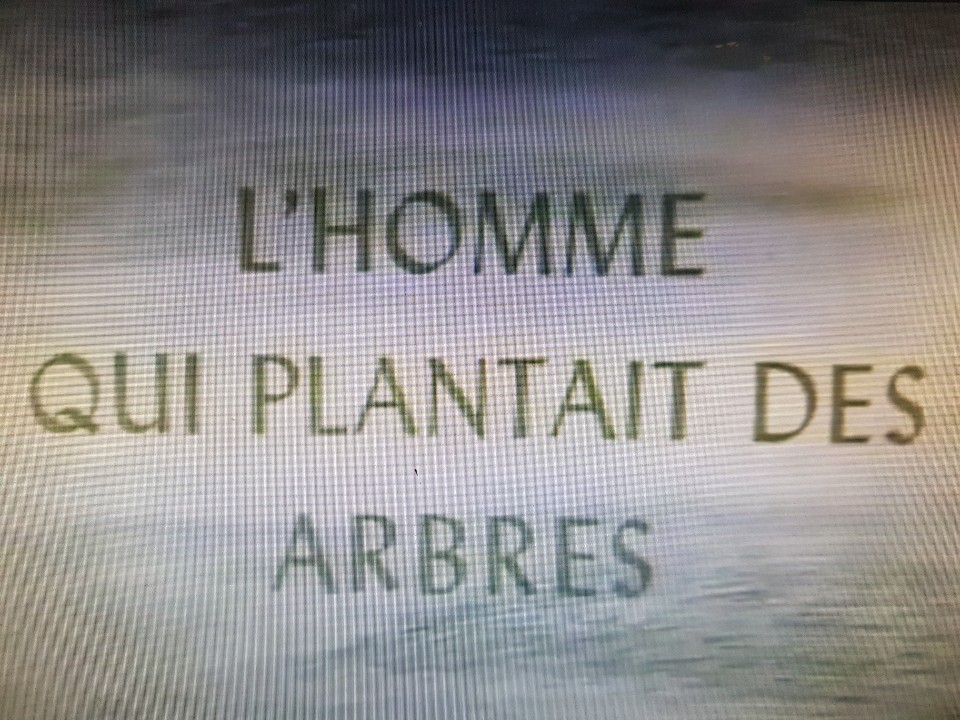 L'HOMME
QUI PLANTAIT DES
ARBRES